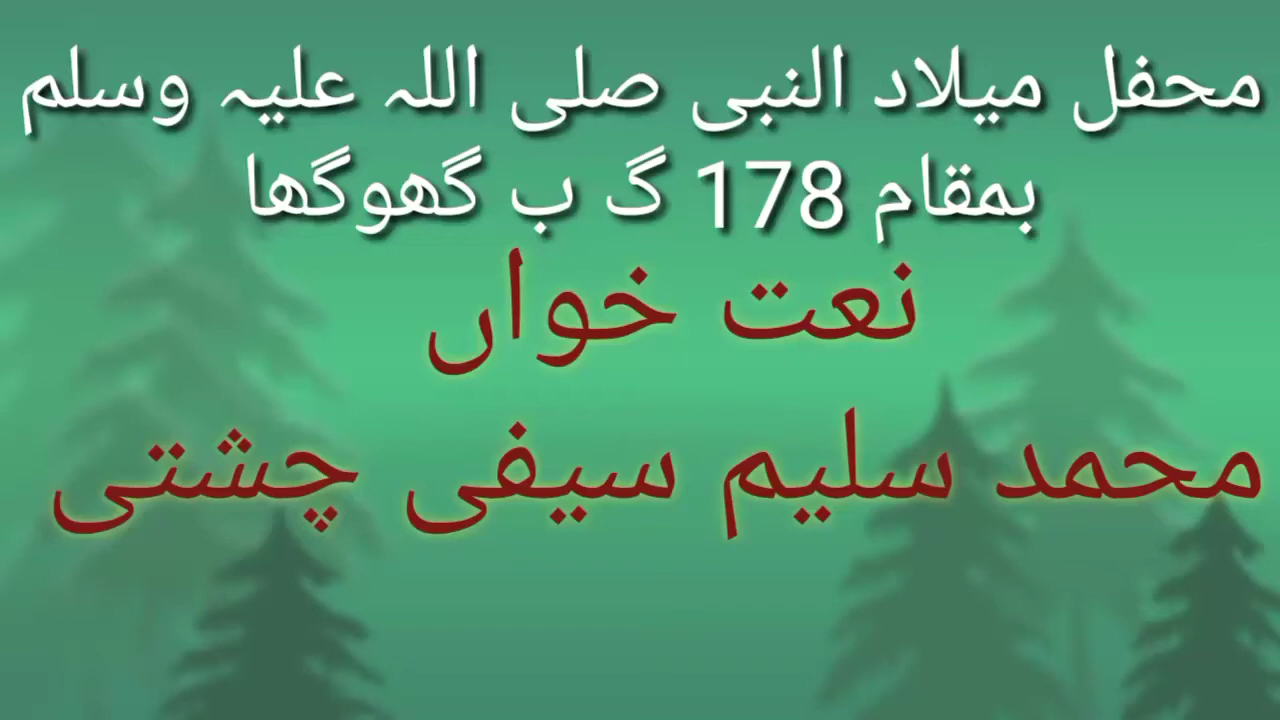 محفل میلاد النبی صلی اللہ علیہ وسلم
بمقام 178 گ ب گھوگھا
نعت خواں
محمد سلیم سیفی چشتی